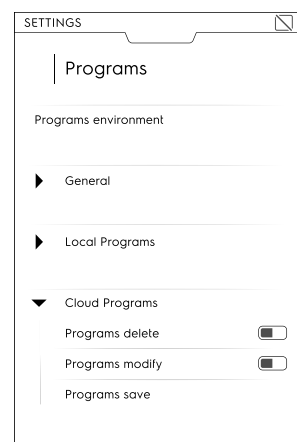 SETTINGS
Programs
Programs environment
General
Local Programs
Cloud Programs
Programs delete
Programs modify
Programs save